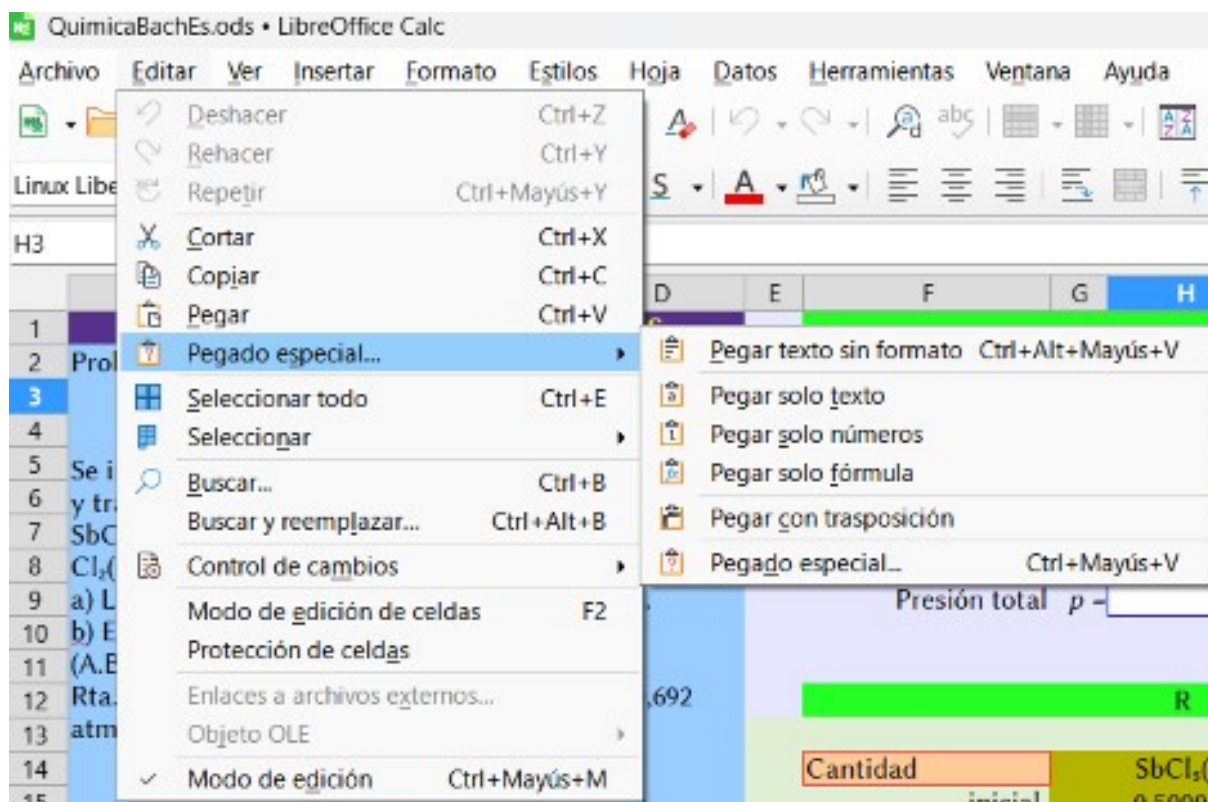 QuimicaBachEs.ods • LibreOffice Calc
Archivo Editar Ver Insertar Formato Estilos Hoja Datos Herramientas Ventana Ayuda
Deshacer Ctrl+Z
Rehacer Ctrl+Y
Linux Libe
Repetir Ctrl+Mayús+Y
H3
Cortar Ctrl+X
Copiar Ctrl+C
Pegar Ctrl+V
Pegado especial...
Seleccionar todo Ctrl+E
Seleccionar
Buscar... Ctrl+B
Buscar y reemplazar... Ctrl+Alt+B
Control de cambios
Modo de edición de celdas F2
Protección de celdas
Enlaces a archivos externos...
Objeto OLE
Modo de edición Ctrl+Mayús+M
Pegar texto sin formato Ctrl+Alt+Mayús+V
Pegar solo texto
Pegar solo números
Pegar solo fórmula
Pegar con trasposición
Pegado especial... Ctrl+Mayús+V
D E F G H
1
2 Prol
3
4
5 Se i
6 y tra
7 SbC
8 Cl₂(
9 a) L Presión total p =
10 b) E
11 (A.B
12 Rta. ,692 R
13 atm
14 Cantidad SbCl₅(
15 inicial 0,5009